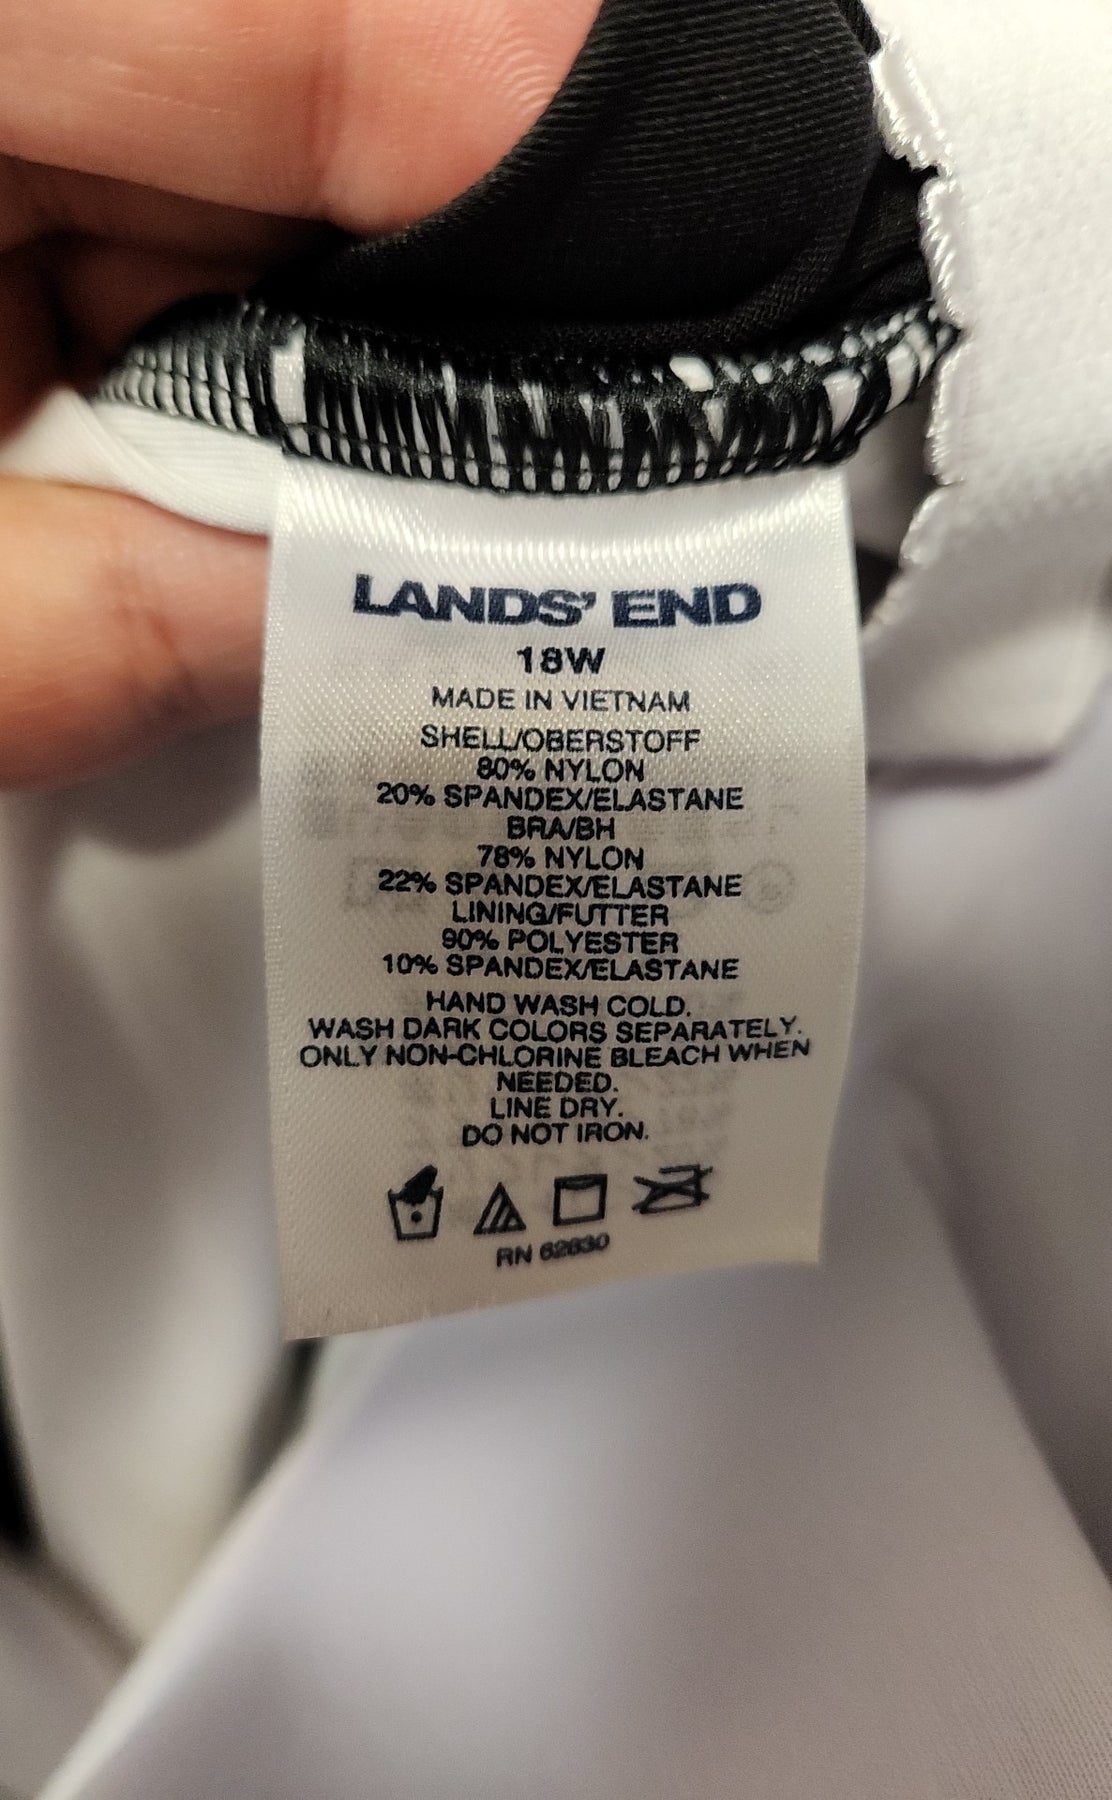 LANDS' END
18W
MADE IN VIETNAM
SHELL/OBERSTOFF
80% NYLON
20% SPANDEX/ELASTANE
BRA/BH
78% NYLON
22% SPANDEX/ELASTANE
LINING/FUTTER
90% POLYESTER
10% SPANDEX/ELASTANE
HAND WASH COLD.
WASH DARK COLORS SEPARATELY.
ONLY NON-CHLORINE BLEACH WHEN
NEEDED.
LINE DRY.
DO NOT IRON.
RN 62830